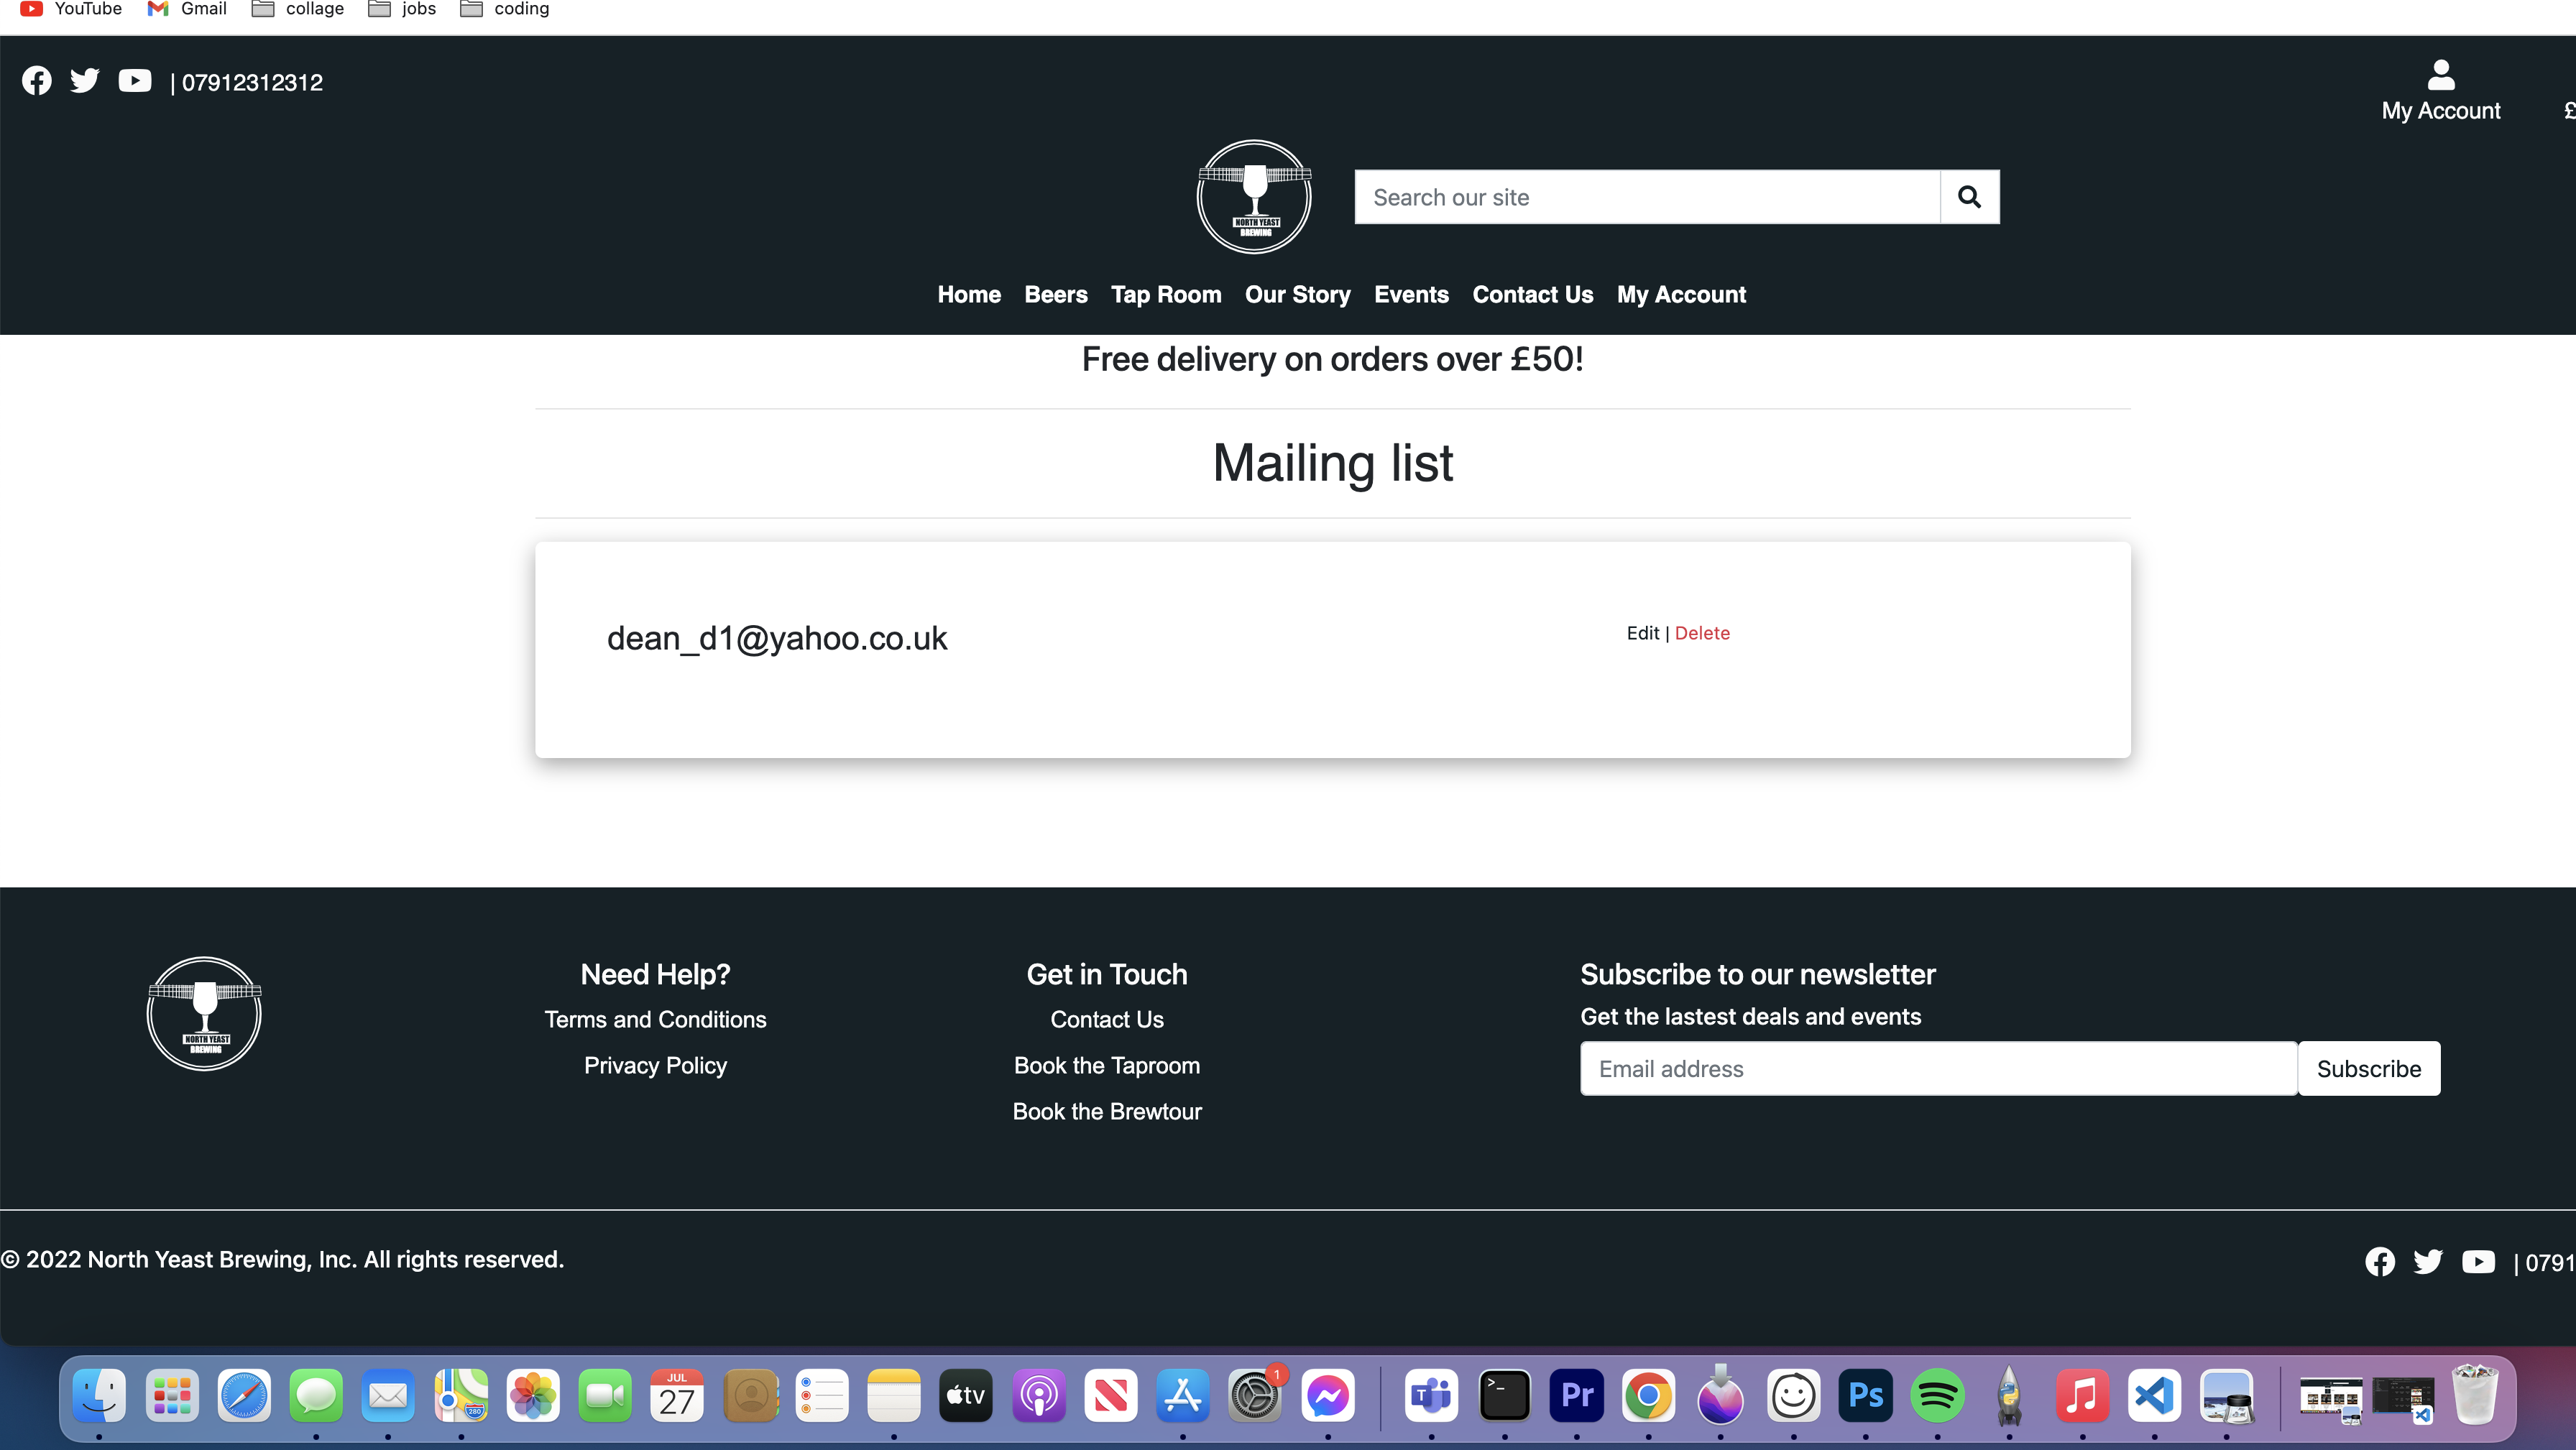 YouTube Gmail collage jobs coding
| 07912312312
My Account
£
NORTH YEAST
BREWING
Search our site
Home Beers Tap Room Our Story Events Contact Us My Account
Free delivery on orders over £50!
Mailing list
dean_d1@yahoo.co.uk
Edit | Delete
NORTH YEAST
BREWING
Need Help?
Terms and Conditions
Privacy Policy
Get in Touch
Contact Us
Book the Taproom
Book the Brewtour
Subscribe to our newsletter
Get the lastest deals and events
Email address Subscribe
© 2022 North Yeast Brewing, Inc. All rights reserved.
| 0791
280
JUL
27
tv
1
T
>_
Pr
Ps